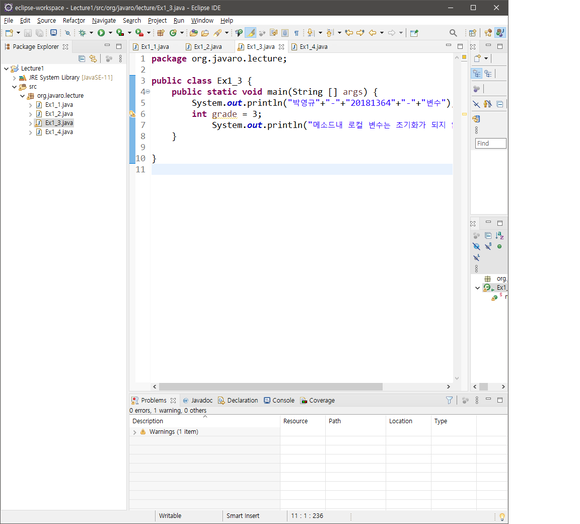 eclipse-workspace - Lecture1/src/org/javaro/lecture/Ex1_3.java - Eclipse IDE
File Edit Source Refactor Navigate Search Project Run Window Help
Package Explorer
Lecture1
JRE System Library [JavaSE-11]
src
org.javaro.lecture
Ex1_1.java
Ex1_2.java
Ex1_3.java
Ex1_4.java
Ex1_1.java Ex1_2.java Ex1_3.java Ex1_4.java
1 package org.javaro.lecture;
2
3 public class Ex1_3 {
4 public static void main(String [] args) {
5 System.out.println("박영규"+"-"+"20181364"+"-"+"변수")
6 int grade = 3;
7 System.out.println("메소드내 로컬 변수는 초기화가 되지
8 }
9
10 }
11
Find
org.
Ex1_
Problems Javadoc Declaration Console Coverage
0 errors, 1 warning, 0 others
Description Resource Path Location Type
Warnings (1 item)
Writable Smart Insert 11 : 1 : 236